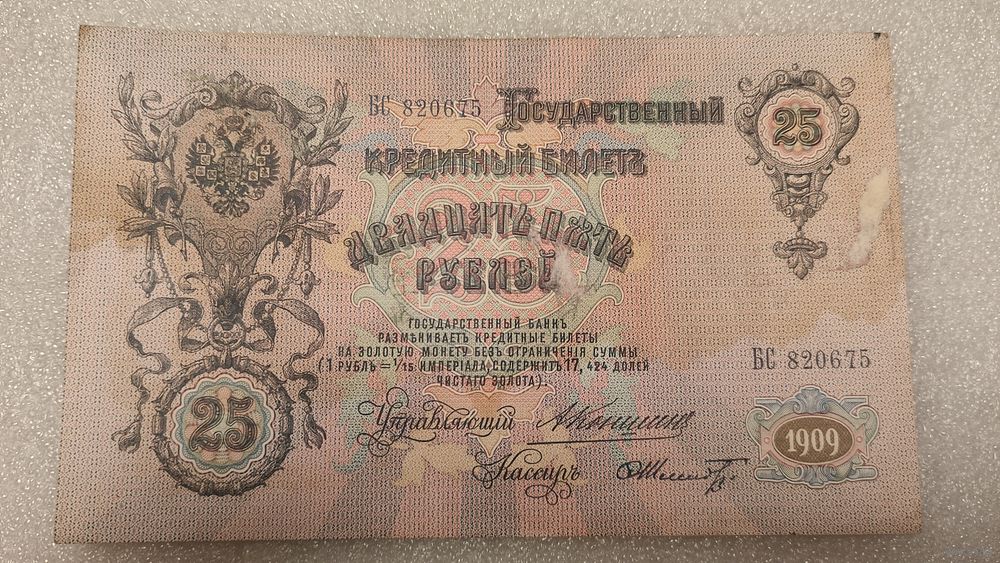 БС 820675 Государственный
25
Кредитный Билетъ
Двадцать пять
рублей
Государственный банкъ
размѣниваетъ кредитные билеты
на золотую монету безъ ограниченія суммы
(1 рубль = 1/15 имперіала, содержитъ 17,424 долей
чистаго золота).
БС 820675
Управляющій
25
1909
Кассиръ